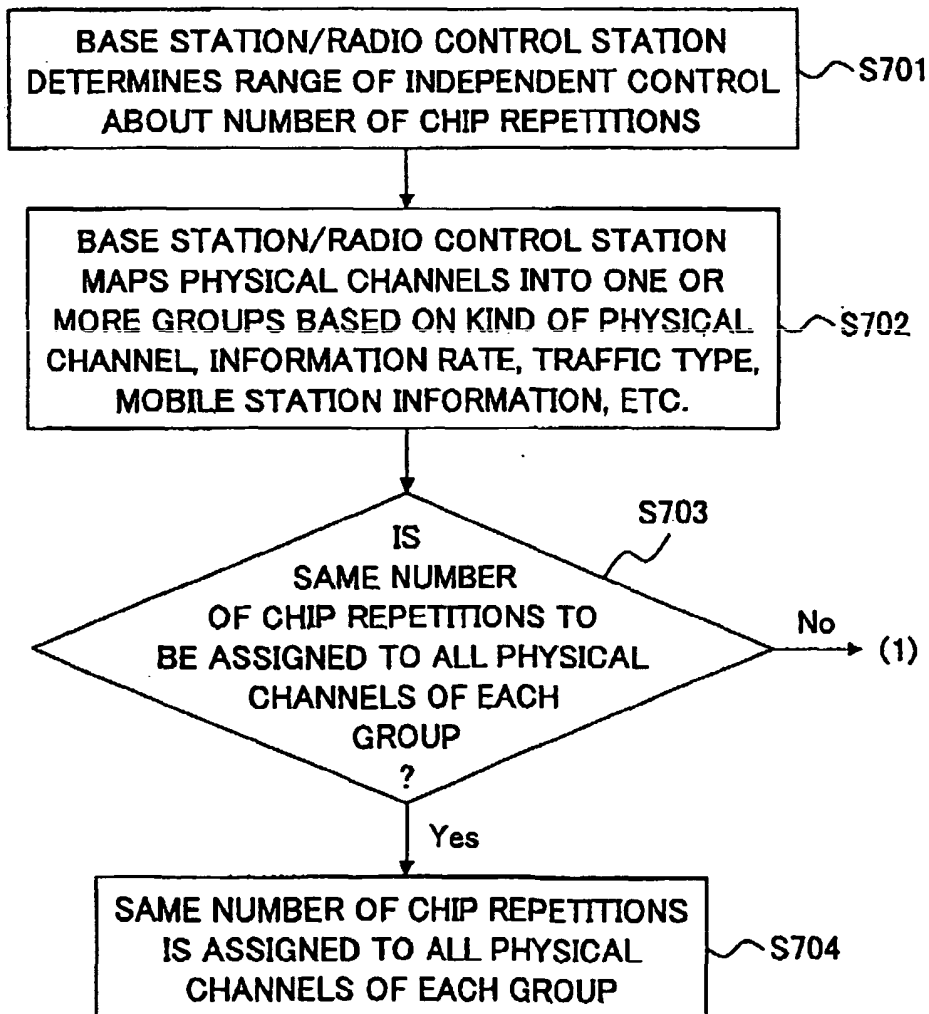 BASE STATION/RADIO CONTROL STATION
DETERMINES RANGE OF INDEPENDENT CONTROL
ABOUT NUMBER OF CHIP REPETITIONS
S701
BASE STATION/RADIO CONTROL STATION
MAPS PHYSICAL CHANNELS INTO ONE OR
MORE GROUPS BASED ON KIND OF PHYSICAL
CHANNEL, INFORMATION RATE, TRAFFIC TYPE,
MOBILE STATION INFORMATION, ETC.
S702
S703
IS
SAME NUMBER
OF CHIP REPETITIONS TO
BE ASSIGNED TO ALL PHYSICAL
CHANNELS OF EACH
GROUP
?
No
(1)
Yes
SAME NUMBER OF CHIP REPETITIONS
IS ASSIGNED TO ALL PHYSICAL
CHANNELS OF EACH GROUP
S704